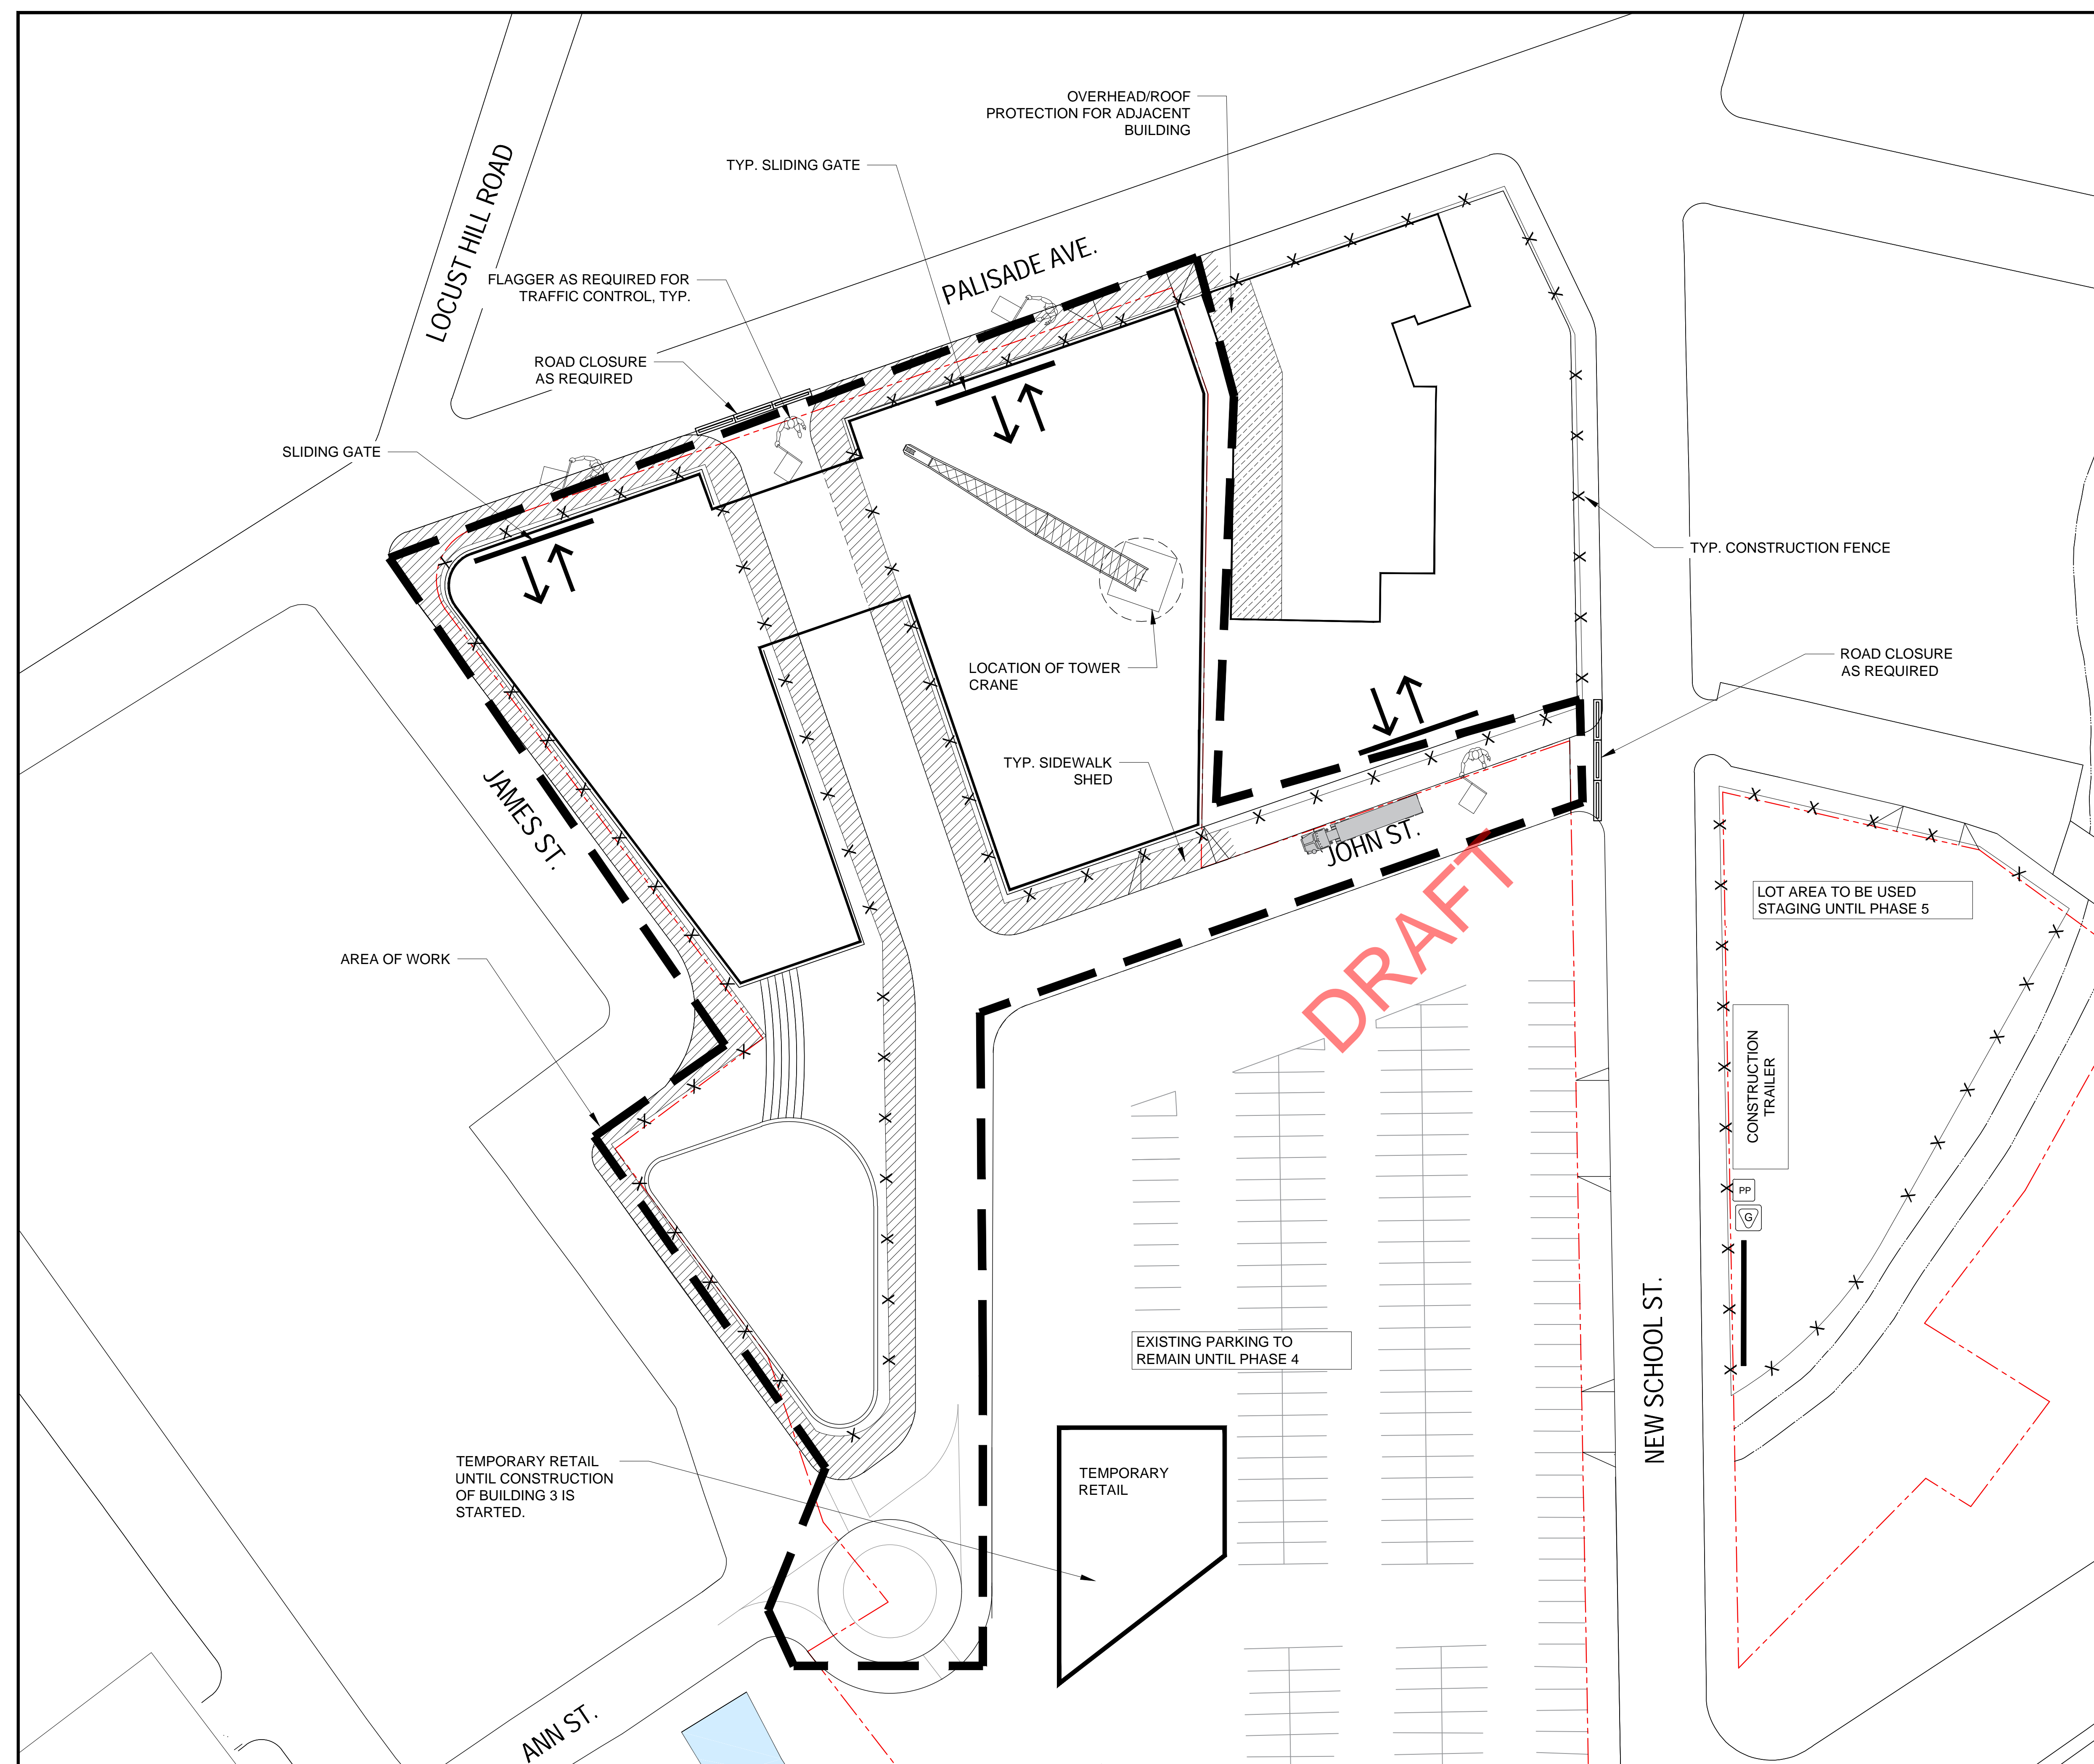 OVERHEAD/ROOF
PROTECTION FOR ADJACENT
BUILDING
TYP. SLIDING GATE
LOCUST HILL ROAD
PALISADE AVE.
FLAGGER AS REQUIRED FOR
TRAFFIC CONTROL, TYP.
ROAD CLOSURE
AS REQUIRED
SLIDING GATE
TYP. CONSTRUCTION FENCE
LOCATION OF TOWER
CRANE
ROAD CLOSURE
AS REQUIRED
TYP. SIDEWALK
SHED
JAMES ST.
JOHN ST.
DRAFT
LOT AREA TO BE USED
STAGING UNTIL PHASE 5
AREA OF WORK
CONSTRUCTION
TRAILER
PP
G
EXISTING PARKING TO
REMAIN UNTIL PHASE 4
NEW SCHOOL ST.
TEMPORARY RETAIL
UNTIL CONSTRUCTION
OF BUILDING 3 IS
STARTED.
TEMPORARY
RETAIL
ANN ST.